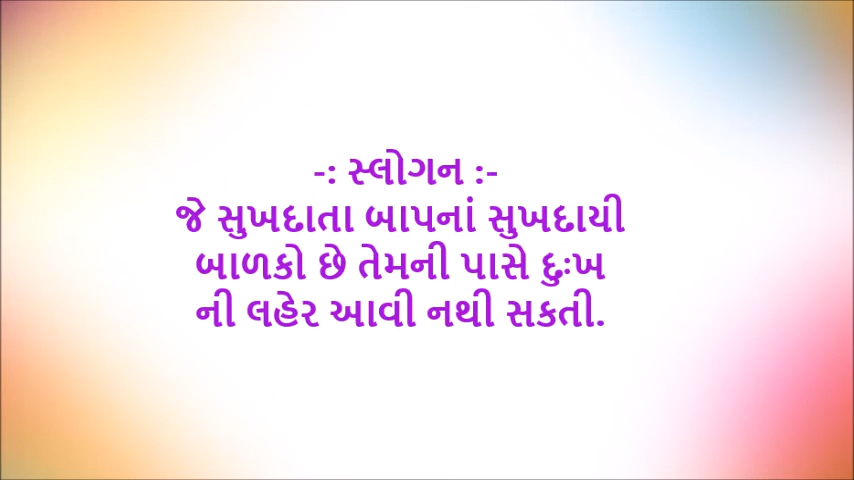 -: સ્લોગન :-
જે સુખદાતા બાપનાં સુખદાયી
બાળકો છે તેમની પાસે દુઃખ
ની લહેર આવી નથી સકતી.